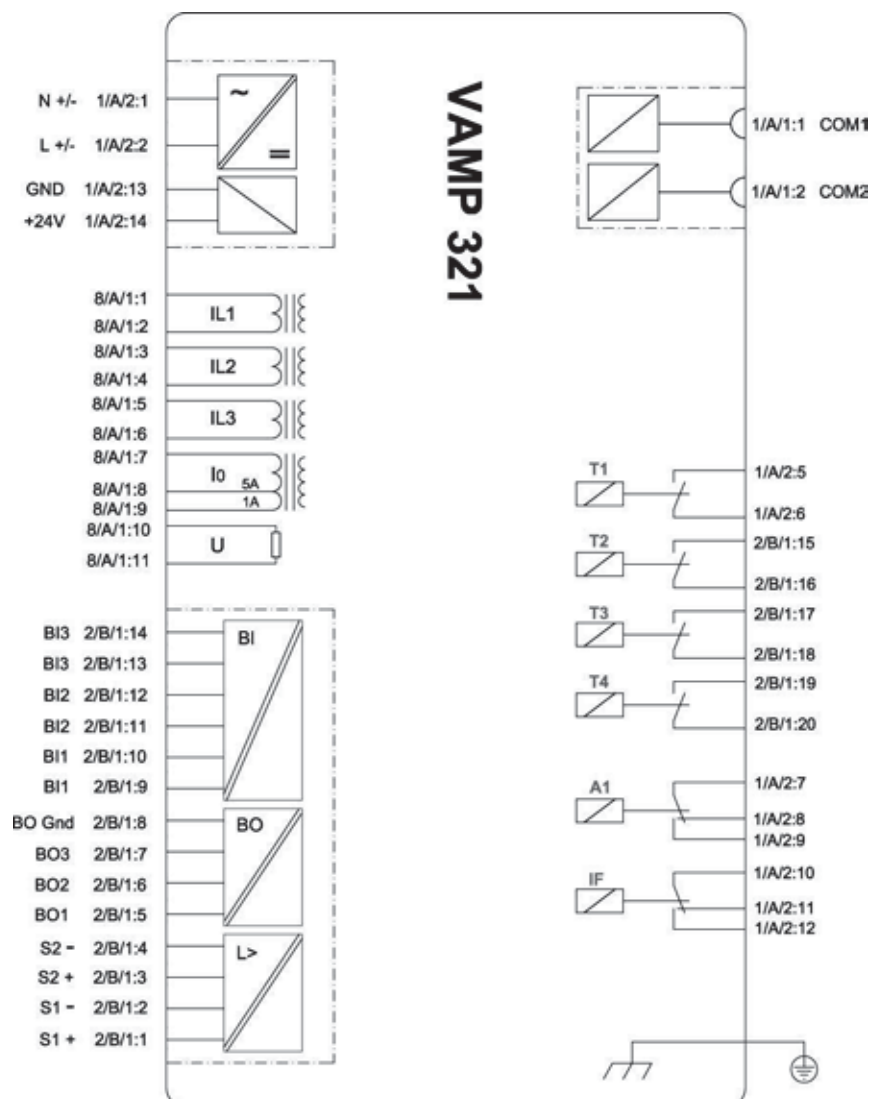 VAMP 321
N +/- 1/A/2:1
L +/- 1/A/2:2
GND 1/A/2:13
+24V 1/A/2:14
~
=
1/A/1:1 COM1
1/A/1:2 COM2
8/A/1:1
IL1
8/A/1:2
8/A/1:3
IL2
8/A/1:4
8/A/1:5
IL3
8/A/1:6
8/A/1:7
I0
5A
8/A/1:8
1A
8/A/1:9
8/A/1:10
U
8/A/1:11
BI3 2/B/1:14
BI
BI3 2/B/1:13
BI2 2/B/1:12
BI2 2/B/1:11
BI1 2/B/1:10
BI1 2/B/1:9
BO Gnd 2/B/1:8
BO
BO3 2/B/1:7
BO2 2/B/1:6
BO1 2/B/1:5
S2 - 2/B/1:4
L>
S2 + 2/B/1:3
S1 - 2/B/1:2
S1 + 2/B/1:1
T1
1/A/2:5
1/A/2:6
T2
2/B/1:15
2/B/1:16
T3
2/B/1:17
2/B/1:18
T4
2/B/1:19
2/B/1:20
A1
1/A/2:7
1/A/2:8
1/A/2:9
IF
1/A/2:10
1/A/2:11
1/A/2:12